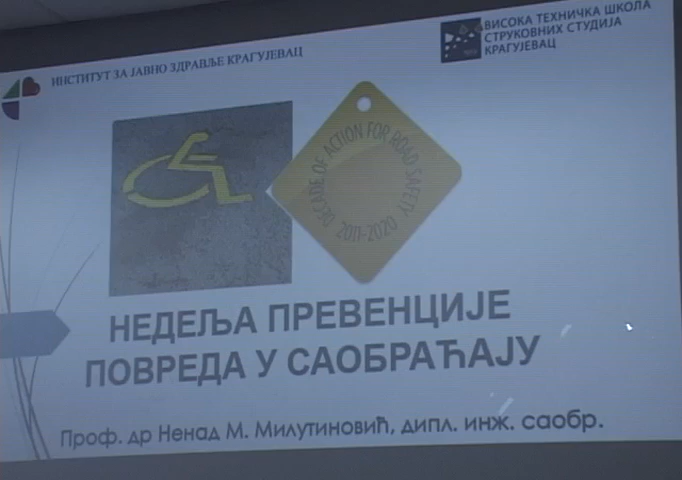 ИНСТИТУТ ЗА ЈАВНО ЗДРАВЉЕ КРАГУЈЕВАЦ
ВИСОКА ТЕХНИЧКА ШКОЛА
СТРУКОВНИХ СТУДИЈА
КРАГУЈЕВАЦ
DECADE OF ACTION FOR ROAD SAFETY
2011-2020
НЕДЕЉА ПРЕВЕНЦИЈЕ
ПОВРЕДА У САОБРАЋАЈУ
Проф. др Ненад М. Милутиновић, дипл. инж. саобр.